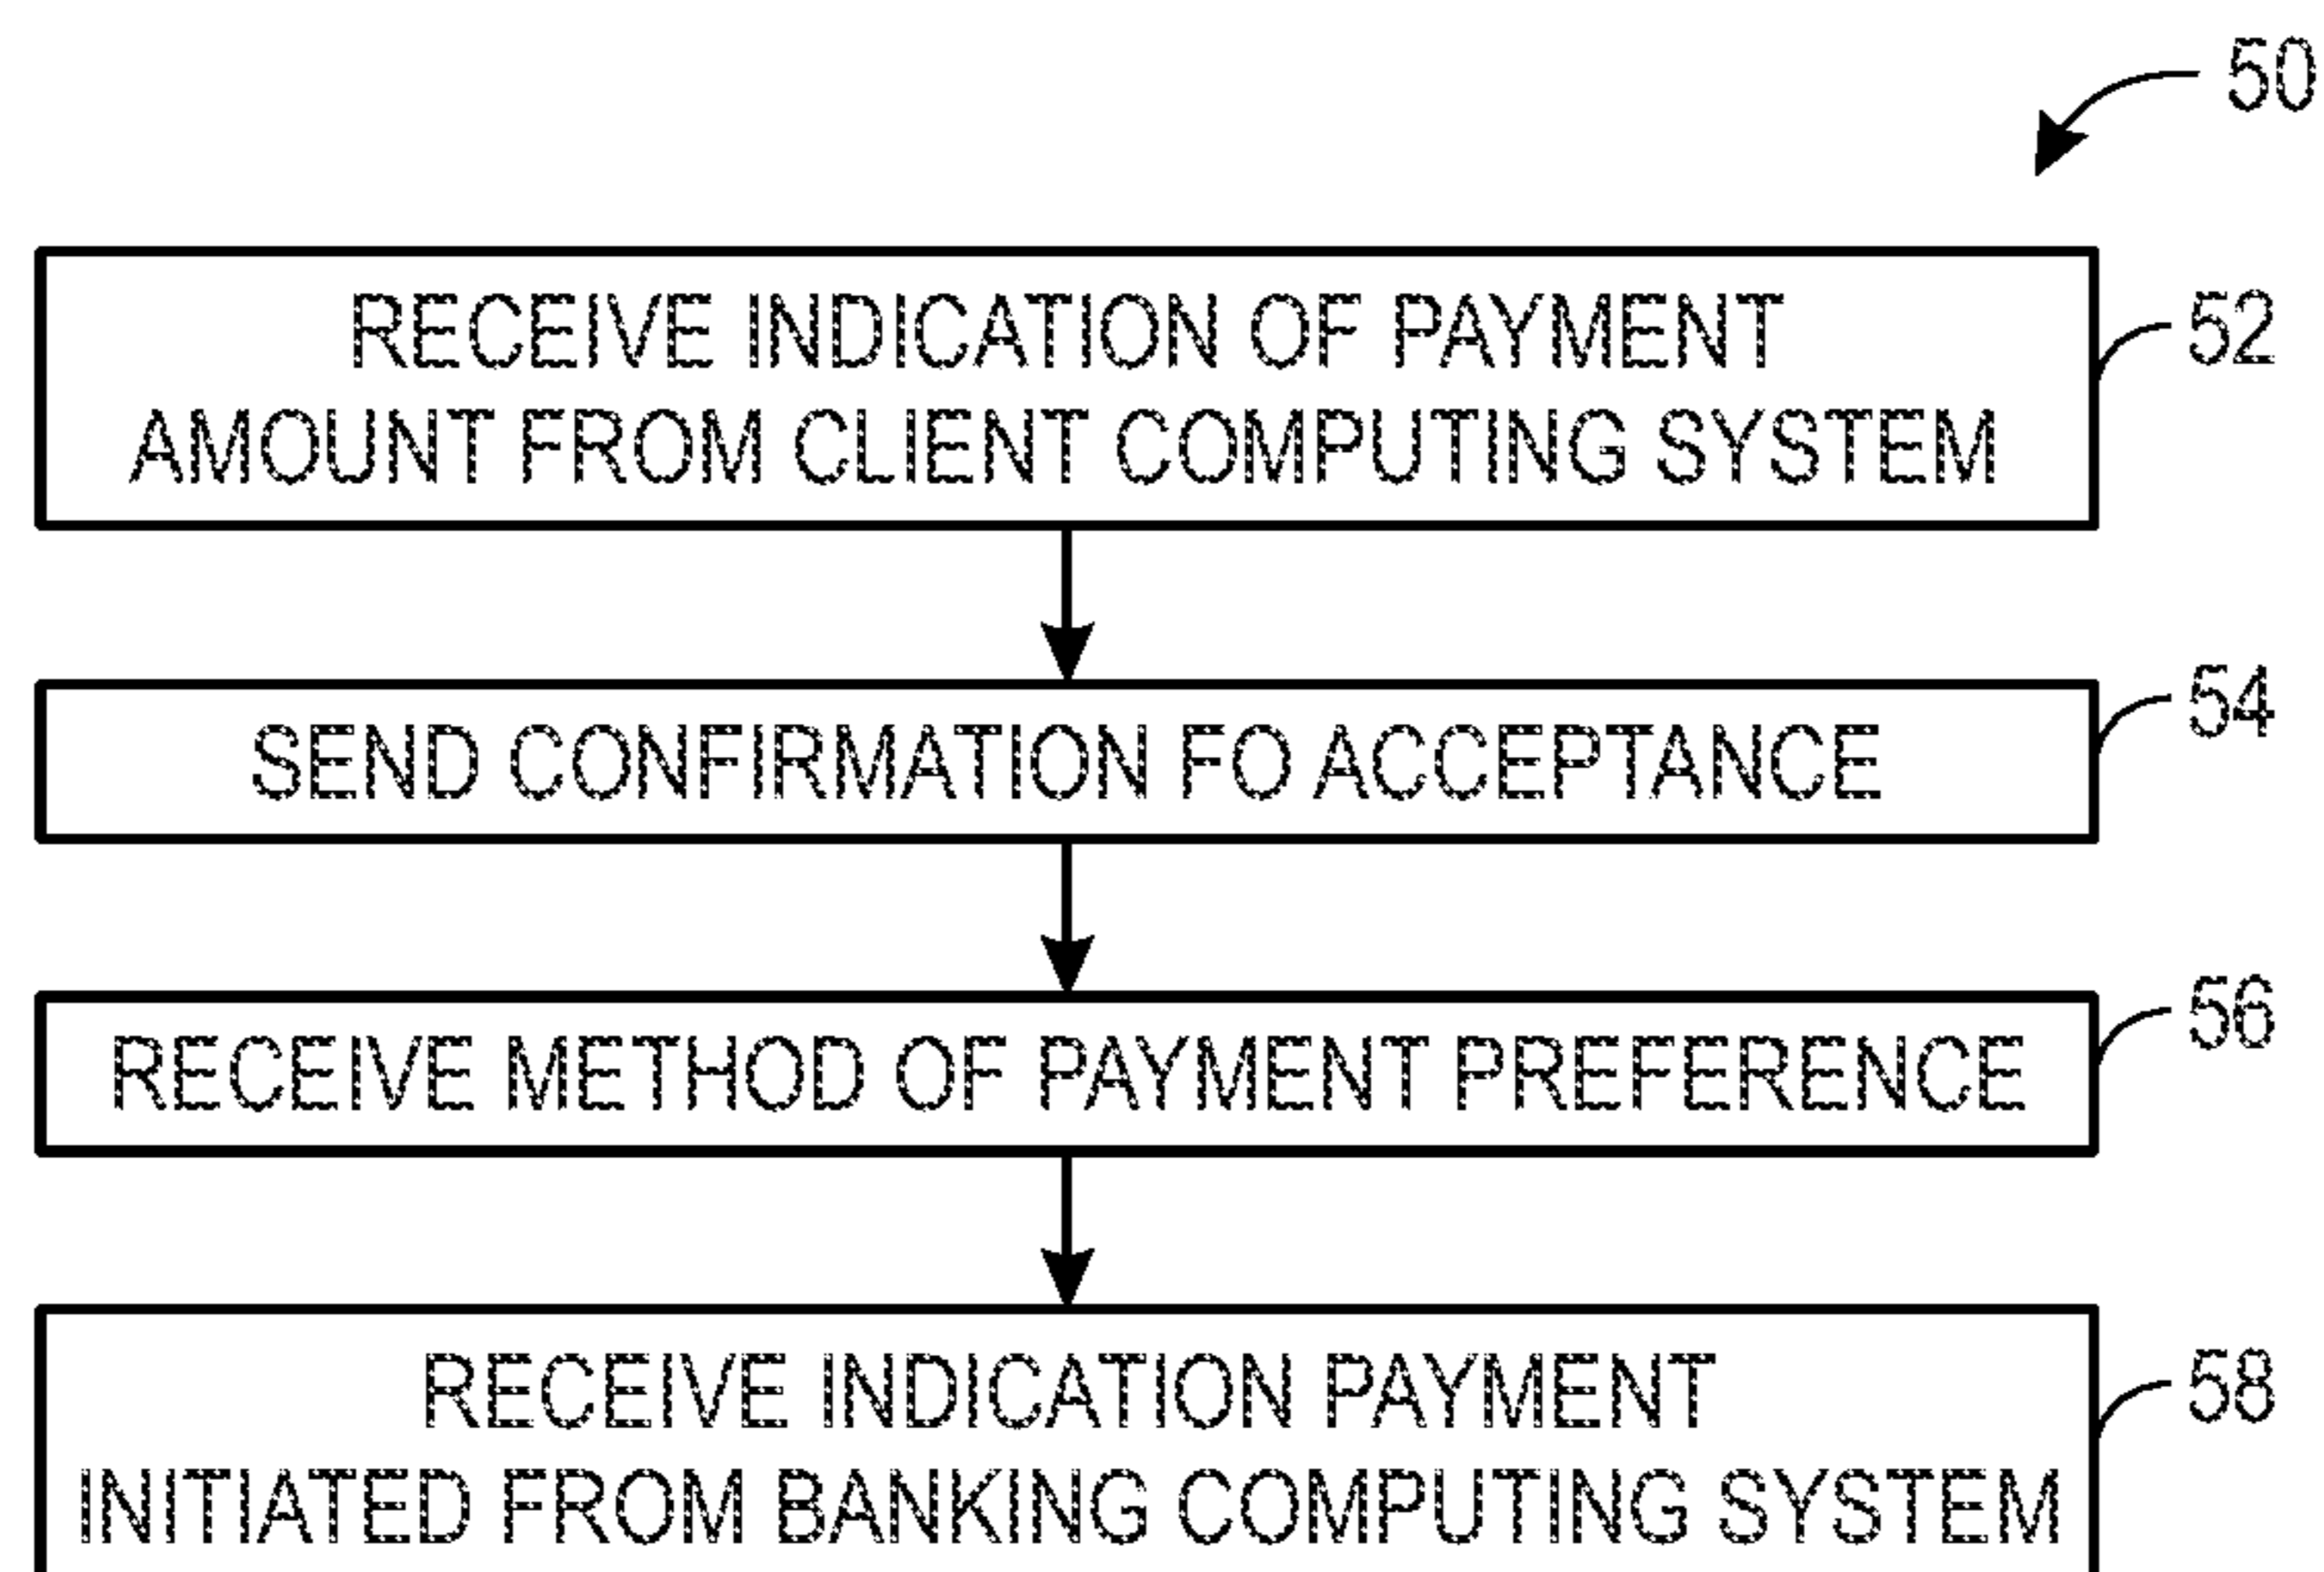 50
RECEIVE INDICATION OF PAYMENT
AMOUNT FROM CLIENT COMPUTING SYSTEM
52
SEND CONFIRMATION FO ACCEPTANCE
54
RECEIVE METHOD OF PAYMENT PREFERENCE
56
RECEIVE INDICATION PAYMENT
INITIATED FROM BANKING COMPUTING SYSTEM
58